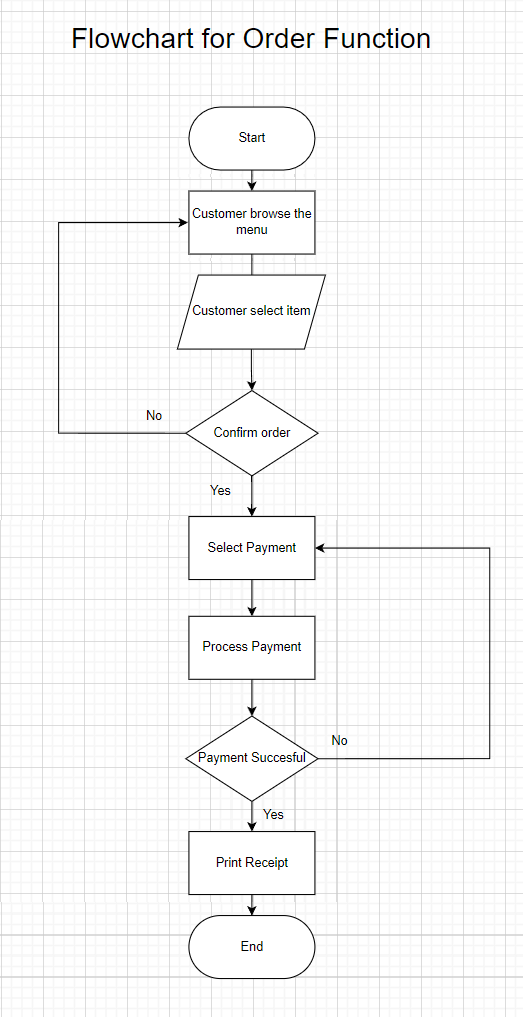 Flowchart for Order Function
Start
Customer browse the
menu
Customer select item
No
Confirm order
Yes
Select Payment
Process Payment
No
Payment Succesful
Yes
Print Receipt
End